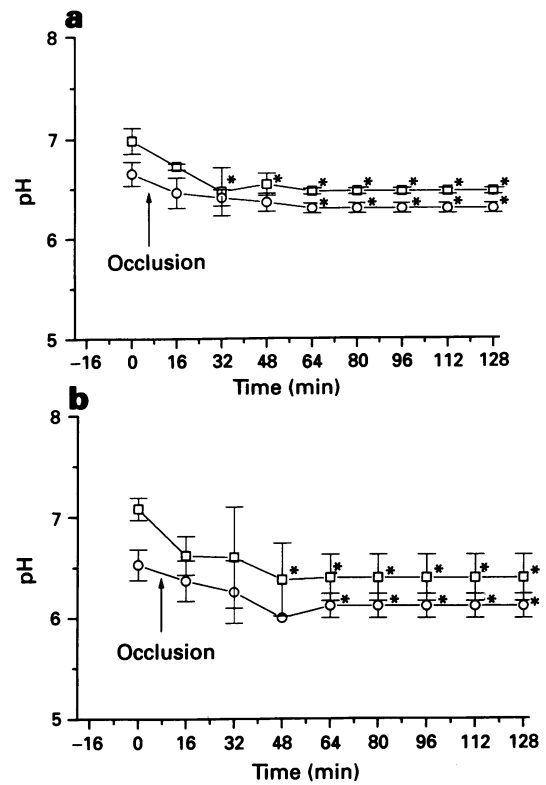 a
8
7
6
5
pH
Occlusion
* * * * * * *
* * * * *
−16 0 16 32 48 64 80 96 112 128
Time (min)
b
8
7
6
5
pH
Occlusion
* * * * * *
* * * * *
−16 0 16 32 48 64 80 96 112 128
Time (min)